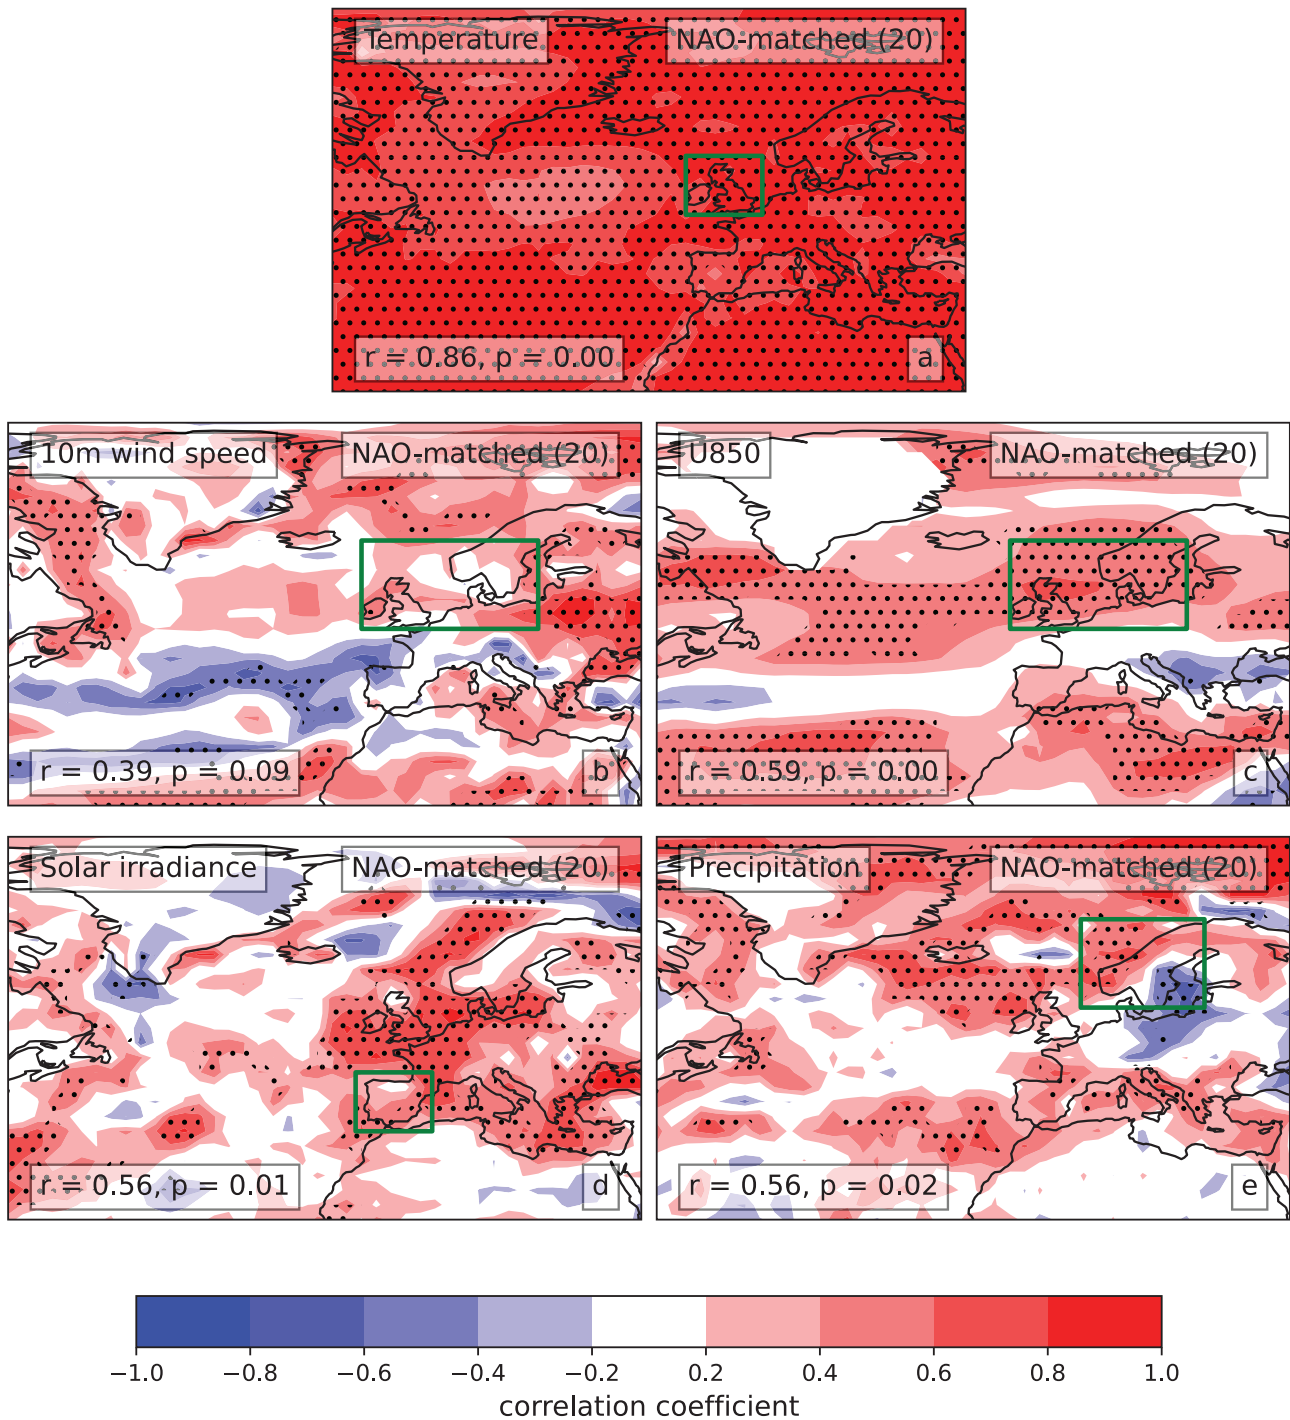 Temperature NAO-matched (20)
r = 0.86, p = 0.00 a
10m wind speed NAO-matched (20)
r = 0.39, p = 0.09 b
U850 NAO-matched (20)
r = 0.59, p = 0.00 c
Solar irradiance NAO-matched (20)
r = 0.56, p = 0.01 d
Precipitation NAO-matched (20)
r = 0.56, p = 0.02 e
−1.0 −0.8 −0.6 −0.4 −0.2 0.2 0.4 0.6 0.8 1.0
correlation coefficient